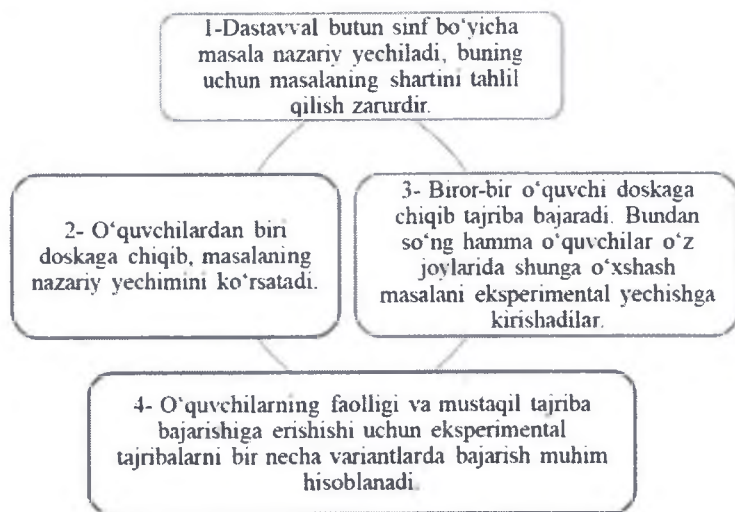 1-Dastavval butun sinf bo‘yicha
masala nazariy yechiladi, buning
uchun masalaning shartini tahlil
qilish zarurdir.
2- O‘quvchilardan biri
doskaga chiqib, masalaning
nazariy yechimini ko‘rsatadi.
3- Biror-bir o‘quvchi doskaga
chiqib tajriba bajaradi. Bundan
so‘ng hamma o‘quvchilar o‘z
joylarida shunga o‘xshash
masalani eksperimental yechishga
kirishadilar.
4- O‘quvchilarning faolligi va mustaqil tajriba
bajarishiga erishishi uchun eksperimental
tajribalarni bir necha variantlarda bajarish muhim
hisoblanadi.